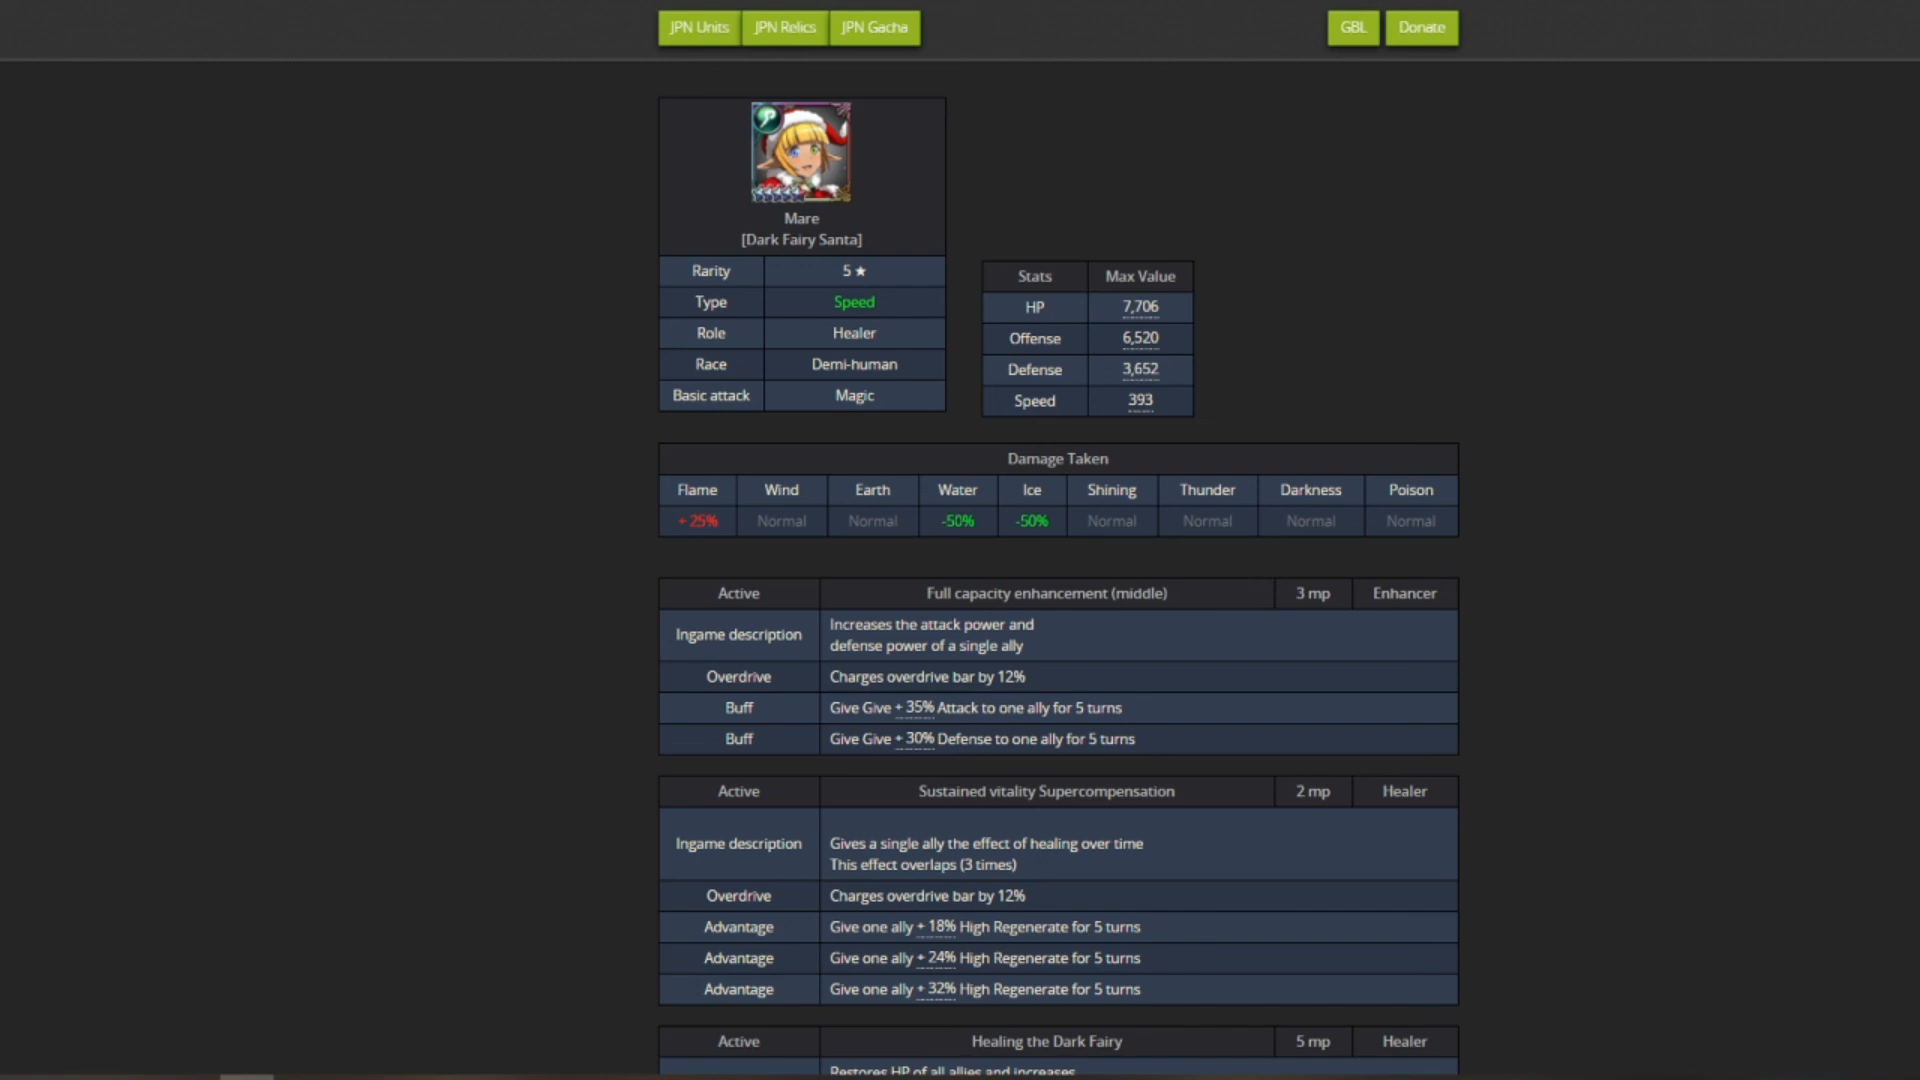 JPN Units JPN Relics JPN Gacha GBL Donate
Mare
[Dark Fairy Santa]
Rarity 5 ★
Type Speed
Role Healer
Race Demi-human
Basic attack Magic
Stats Max Value
HP 7,706
Offense 6,520
Defense 3,652
Speed 393
Damage Taken
Flame Wind Earth Water Ice Shining Thunder Darkness Poison
+ 25% Normal Normal -50% -50% Normal Normal Normal Normal
Active Full capacity enhancement (middle) 3 mp Enhancer
Ingame description Increases the attack power and
defense power of a single ally
Overdrive Charges overdrive bar by 12%
Buff Give Give + 35% Attack to one ally for 5 turns
Buff Give Give + 30% Defense to one ally for 5 turns
Active Sustained vitality Supercompensation 2 mp Healer
Ingame description Gives a single ally the effect of healing over time
This effect overlaps (3 times)
Overdrive Charges overdrive bar by 12%
Advantage Give one ally + 18% High Regenerate for 5 turns
Advantage Give one ally + 24% High Regenerate for 5 turns
Advantage Give one ally + 32% High Regenerate for 5 turns
Active Healing the Dark Fairy 5 mp Healer
Restores HP of all allies and increases